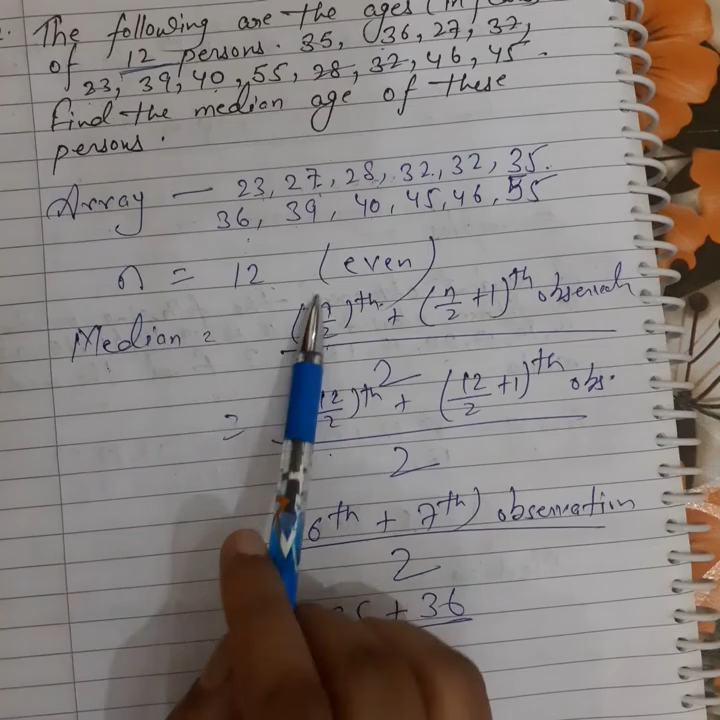 The following are the ages (in
of 12 persons. 35, 36, 27, 32,
23, 39, 40, 55, 28, 32, 46, 45.
Find the median age of these
persons.
Array — 23, 27, 28, 32, 32, 35.
36, 39, 40, 45, 46, 55
n = 12 (even)
Median = (n/2)th + (n/2 + 1)th
2
= 12/2)th + (12/2 + 1)th obs.
2
6th + 7th) observation
2
35 + 36